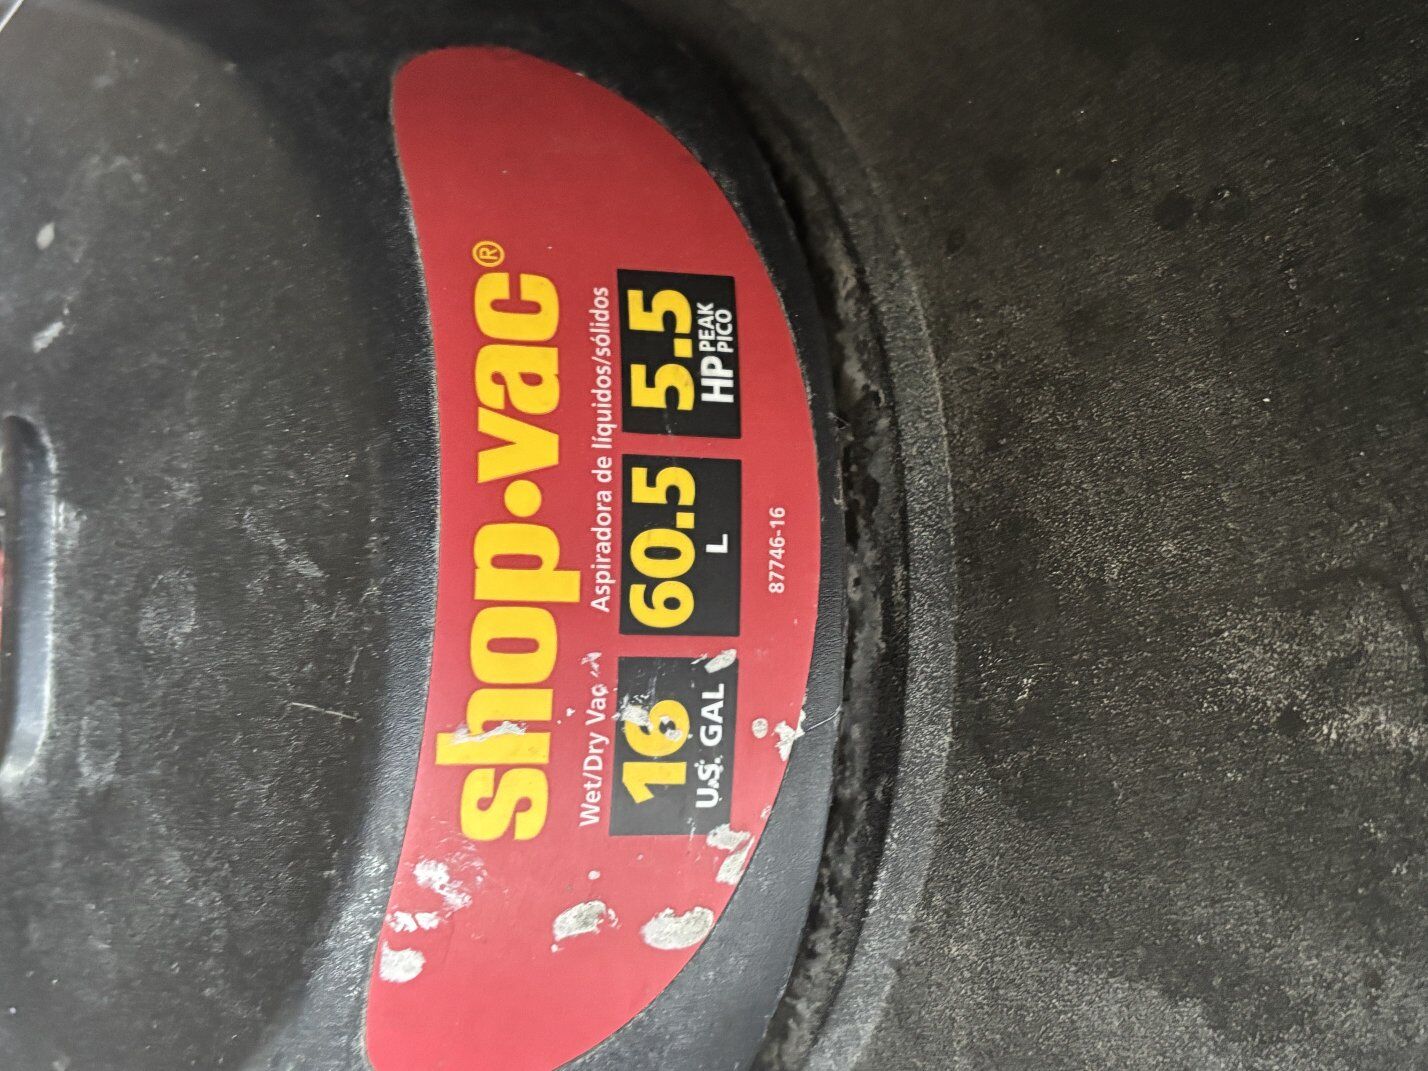 shop·vac®
Wet/Dry Vac Aspiradora de líquidos/sólidos
16
U.S. GAL
60.5
L
5.5
HP PEAK
PICO
87746-16